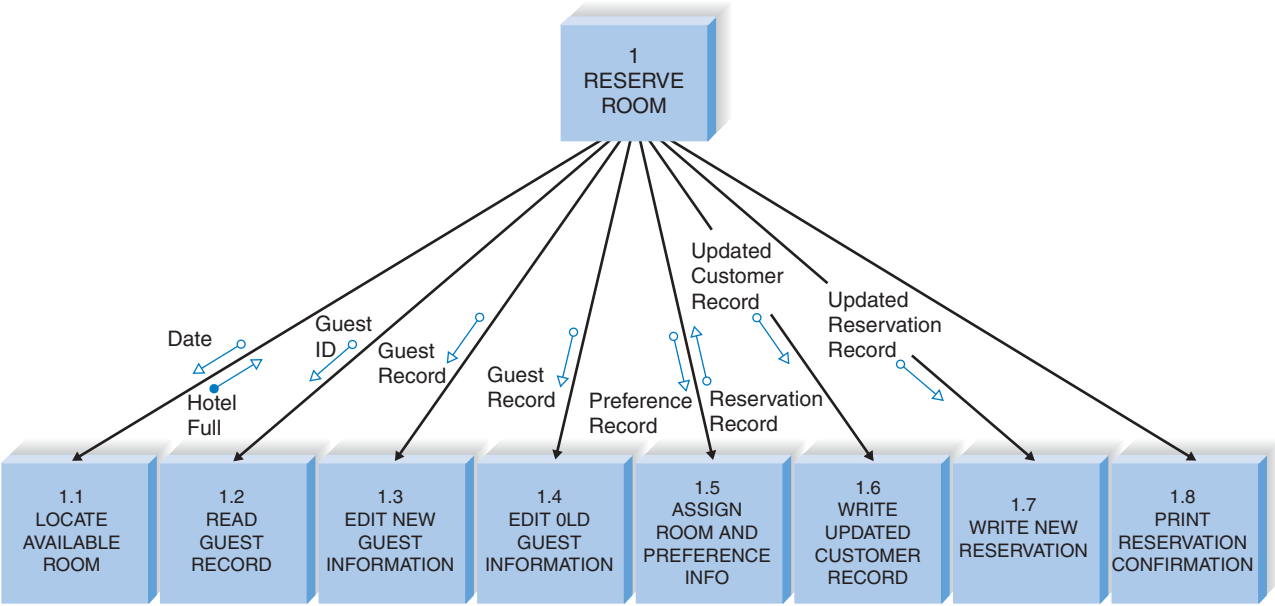 1
RESERVE
ROOM
Updated
Customer
Record
Updated
Reservation
Record
Date
Guest
ID
Guest
Record
Guest
Record
Preference
Record
Reservation
Record
Hotel
Full
1.1
LOCATE
AVAILABLE
ROOM
1.2
READ
GUEST
RECORD
1.3
EDIT NEW
GUEST
INFORMATION
1.4
EDIT 0LD
GUEST
INFORMATION
1.5
ASSIGN
ROOM AND
PREFERENCE
INFO
1.6
WRITE
UPDATED
CUSTOMER
RECORD
1.7
WRITE NEW
RESERVATION
1.8
PRINT
RESERVATION
CONFIRMATION